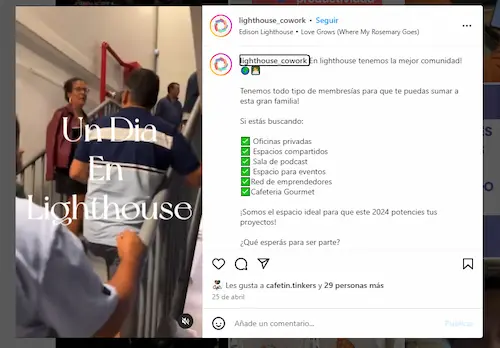 Un Dia
En
Lighthouse
lighthouse_cowork • Seguir
Edison Lighthouse • Love Grows (Where My Rosemary Goes)
lighthouse_cowork En lighthouse tenemos la mejor comunidad!
Tenemos todo tipo de membresías para que te puedas sumar a
esta gran familia!
Si estás buscando:
✅ Oficinas privadas
✅ Espacios compartidos
✅ Sala de podcast
✅ Espacio para eventos
✅Red de emprendedores
✅Cafeteria Gourmet
¡Somos el espacio ideal para que este 2024 potencies tus
proyectos!
¿Qué esperás para ser parte?
Les gusta a cafetin.tinkers y 29 personas más
25 de abril
Añade un comentario...
Publicar